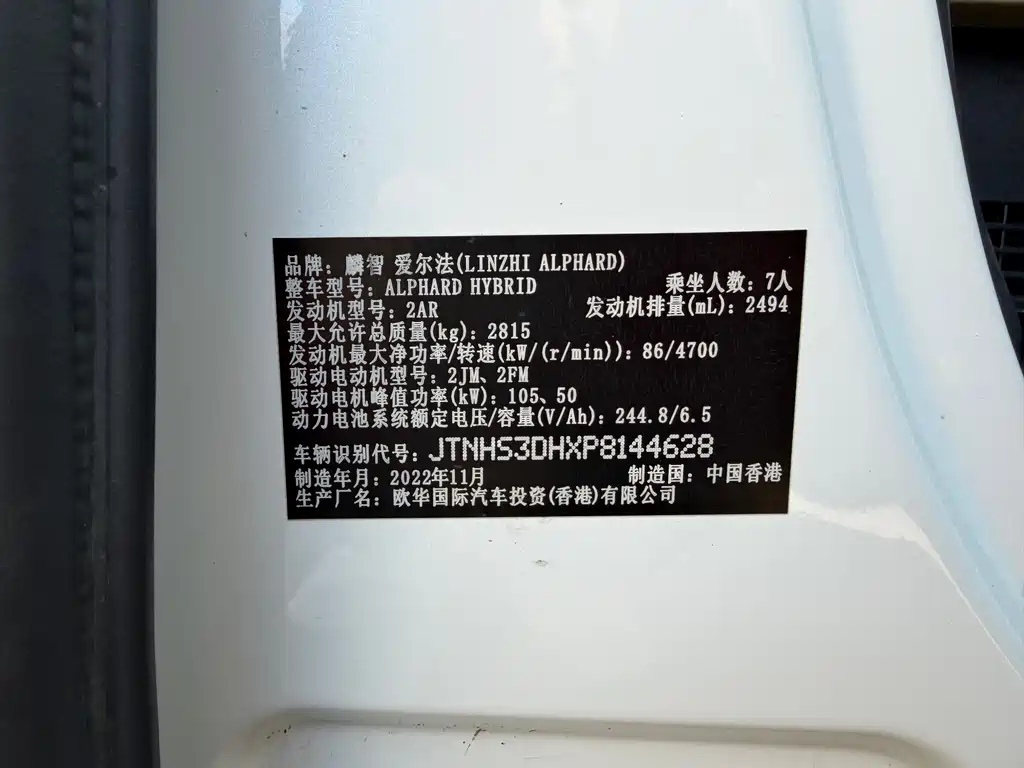 品牌：麟智 爱尔法(LINZHI ALPHARD)
整车型号：ALPHARD HYBRID 乘坐人数：7人
发动机型号：2AR 发动机排量(mL)：2494
最大允许总质量(kg)：2815
发动机最大净功率/转速(kW/(r/min))：86/4700
驱动电动机型号：2JM、2FM
驱动电机峰值功率(kW)：105、50
动力电池系统额定电压/容量(V/Ah)：244.8/6.5
车辆识别代号：JTNHS3DHXP8144628
制造年月：2022年11月 制造国：中国香港
生产厂名：欧华国际汽车投资(香港)有限公司